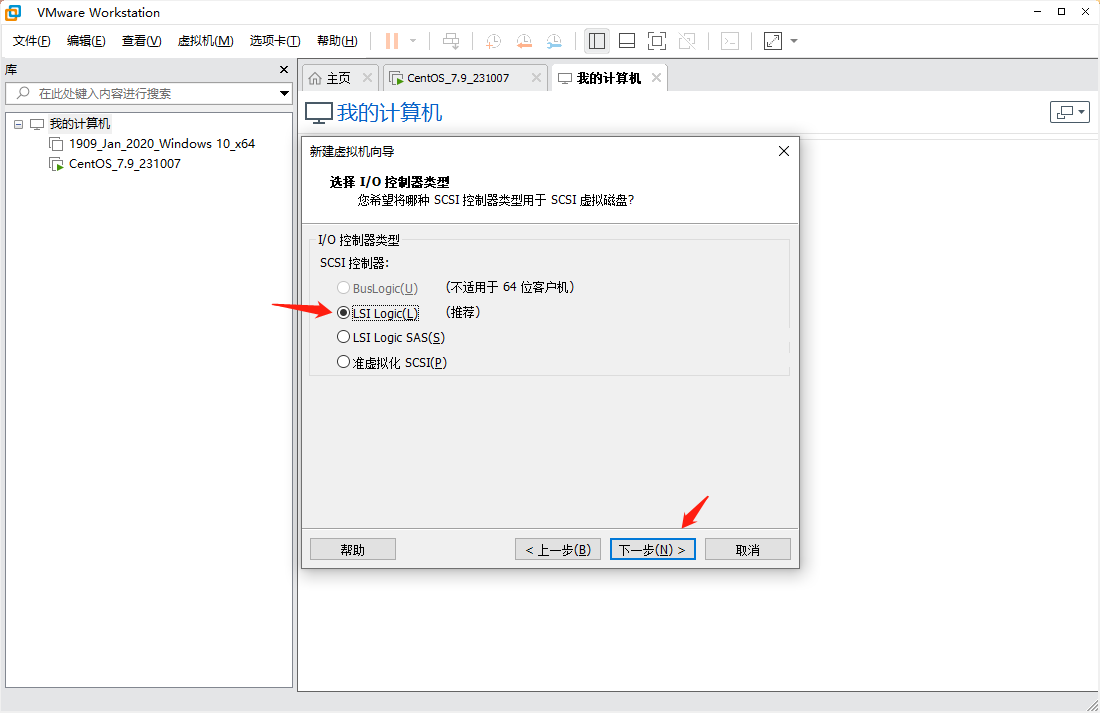 VMware Workstation
文件(F) 编辑(E) 查看(V) 虚拟机(M) 选项卡(T) 帮助(H)
库
在此处键入内容进行搜索
我的计算机
1909_Jan_2020_Windows 10_x64
CentOS_7.9_231007
主页 CentOS_7.9_231007 我的计算机
我的计算机
新建虚拟机向导
选择 I/O 控制器类型
您希望将哪种 SCSI 控制器类型用于 SCSI 虚拟磁盘?
I/O 控制器类型
SCSI 控制器:
BusLogic(U) (不适用于 64 位客户机)
LSI Logic(L) (推荐)
LSI Logic SAS(S)
准虚拟化 SCSI(P)
帮助 < 上一步(B) 下一步(N) > 取消